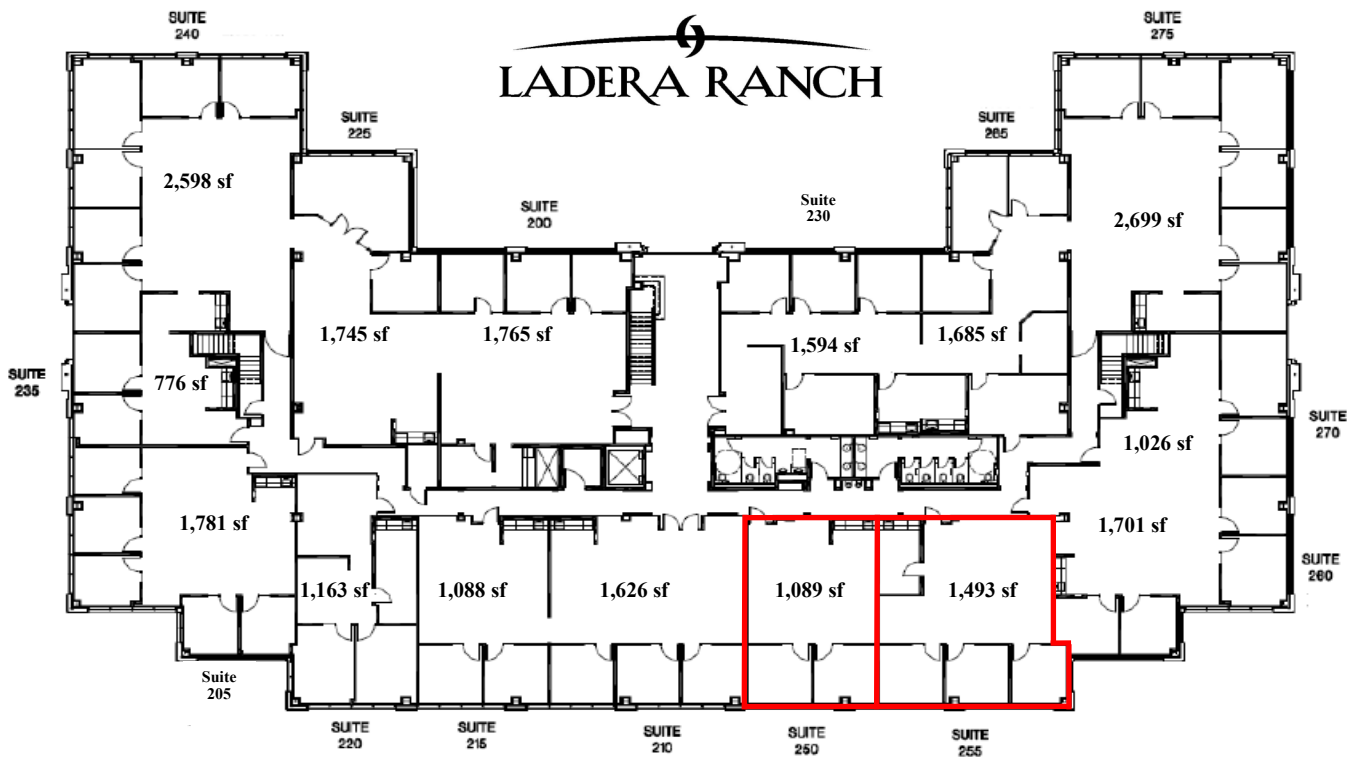 SUITE
240
SUITE
275
LADERA RANCH
SUITE
225
SUITE
265
2,598 sf
SUITE
200
Suite
230
2,699 sf
1,745 sf
1,765 sf
1,594 sf
1,685 sf
SUITE
235
776 sf
SUITE
270
1,026 sf
1,781 sf
1,701 sf
SUITE
260
1,163 sf
1,088 sf
1,626 sf
1,089 sf
1,493 sf
Suite
205
SUITE
220
SUITE
215
SUITE
210
SUITE
250
SUITE
255